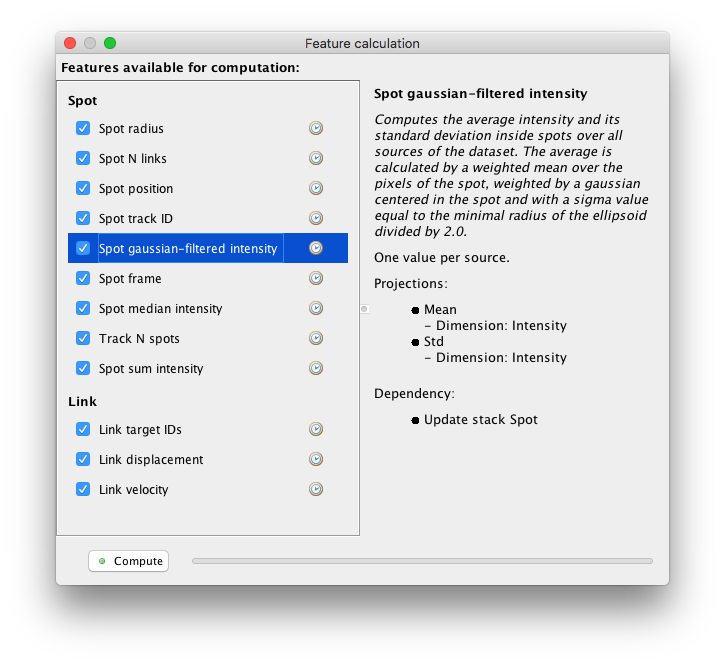 Feature calculation
Features available for computation:
Spot
Spot radius
Spot N links
Spot position
Spot track ID
Spot gaussian-filtered intensity
Spot frame
Spot median intensity
Track N spots
Spot sum intensity
Link
Link target IDs
Link displacement
Link velocity
Compute
Spot gaussian-filtered intensity
Computes the average intensity and its
standard deviation inside spots over all
sources of the dataset. The average is
calculated by a weighted mean over the
pixels of the spot, weighted by a gaussian
centered in the spot and with a sigma value
equal to the minimal radius of the ellipsoid
divided by 2.0.
One value per source.
Projections:
● Mean
- Dimension: Intensity
● Std
- Dimension: Intensity
Dependency:
● Update stack Spot